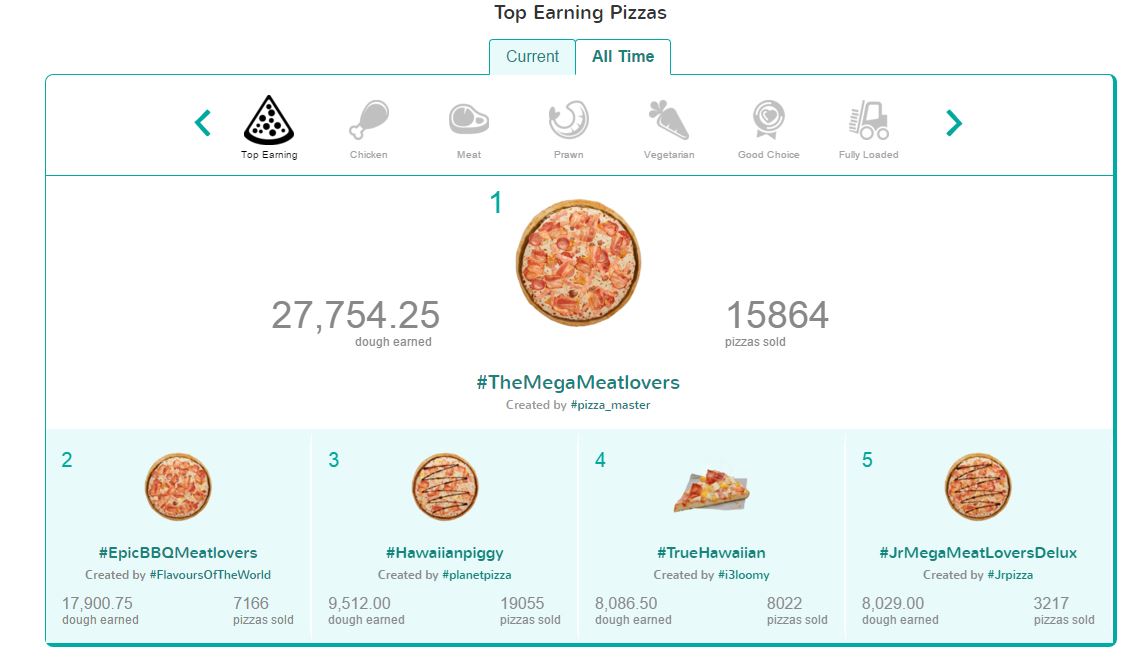 Top Earning Pizzas
Current
All Time
Top Earning
Chicken
Meat
Prawn
Vegetarian
Good Choice
Fully Loaded
1
27,754.25
dough earned
15864
pizzas sold
#TheMegaMeatlovers
Created by #pizza_master
2
#EpicBBQMeatlovers
Created by #FlavoursOfTheWorld
17,900.75
dough earned
7166
pizzas sold
3
#Hawaiianpiggy
Created by #planetpizza
9,512.00
dough earned
19055
pizzas sold
4
#TrueHawaiian
Created by #i3loomy
8,086.50
dough earned
8022
pizzas sold
5
#JrMegaMeatLoversDelux
Created by #Jrpizza
8,029.00
dough earned
3217
pizzas sold